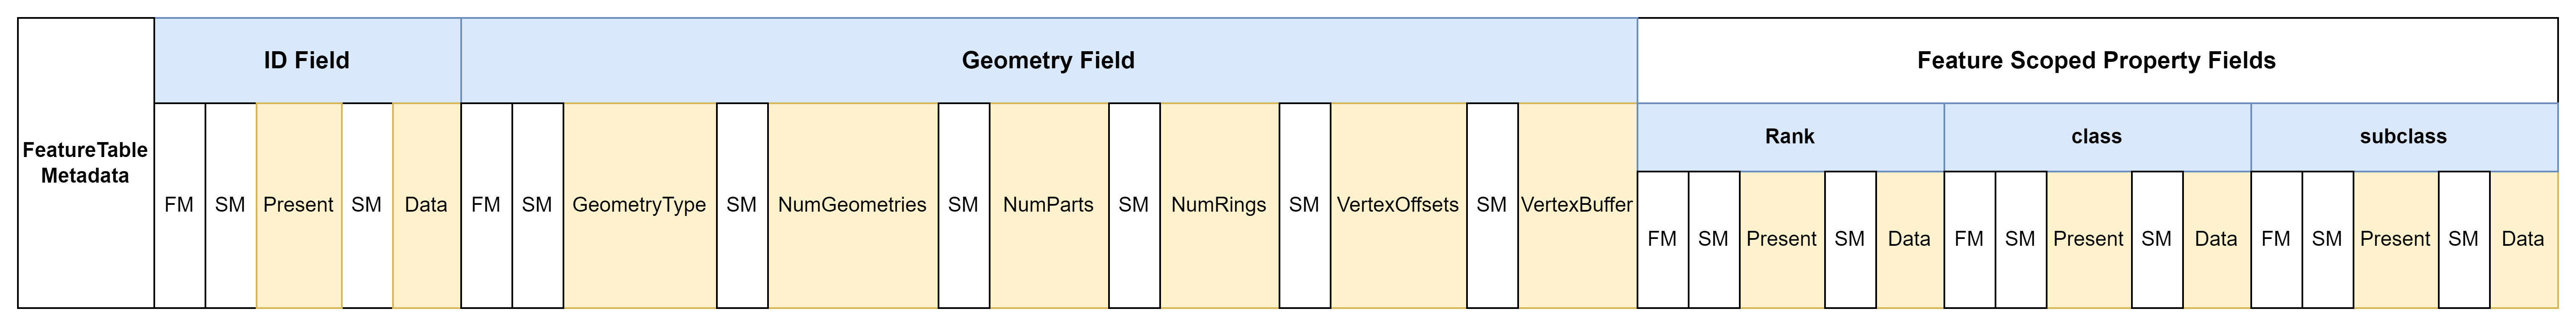 FeatureTable
Metadata
ID Field
Geometry Field
Feature Scoped Property Fields
Rank
class
subclass
FM
SM
Present
SM
Data
FM
SM
GeometryType
SM
NumGeometries
SM
NumParts
SM
NumRings
SM
VertexOffsets
SM
VertexBuffer
FM
SM
Present
SM
Data
FM
SM
Present
SM
Data
FM
SM
Present
SM
Data